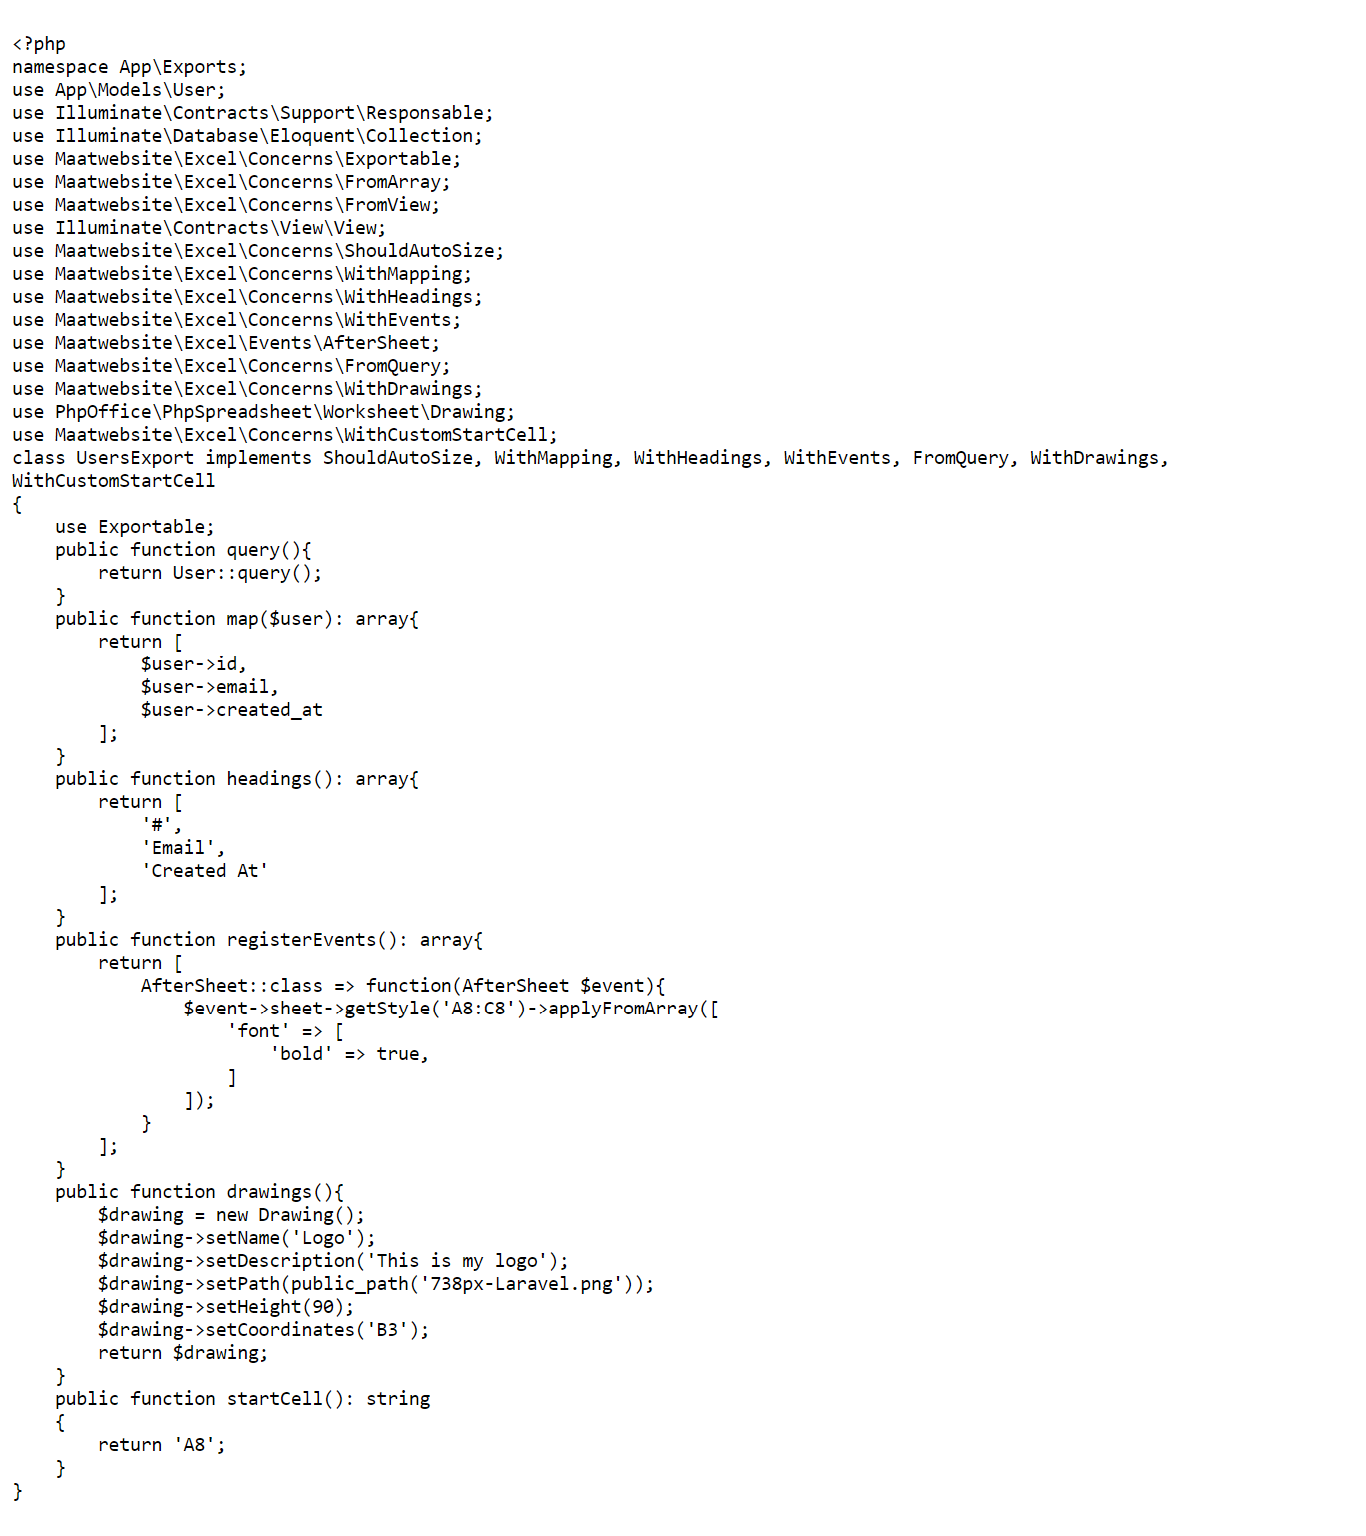 <?php
namespace App\Exports;
use App\Models\User;
use Illuminate\Contracts\Support\Responsable;
use Illuminate\Database\Eloquent\Collection;
use Maatwebsite\Excel\Concerns\Exportable;
use Maatwebsite\Excel\Concerns\FromArray;
use Maatwebsite\Excel\Concerns\FromView;
use Illuminate\Contracts\View\View;
use Maatwebsite\Excel\Concerns\ShouldAutoSize;
use Maatwebsite\Excel\Concerns\WithMapping;
use Maatwebsite\Excel\Concerns\WithHeadings;
use Maatwebsite\Excel\Concerns\WithEvents;
use Maatwebsite\Excel\Events\AfterSheet;
use Maatwebsite\Excel\Concerns\FromQuery;
use Maatwebsite\Excel\Concerns\WithDrawings;
use PhpOffice\PhpSpreadsheet\Worksheet\Drawing;
use Maatwebsite\Excel\Concerns\WithCustomStartCell;
class UsersExport implements ShouldAutoSize, WithMapping, WithHeadings, WithEvents, FromQuery, WithDrawings,
WithCustomStartCell
{
    use Exportable;
    public function query(){
        return User::query();
    }
    public function map($user): array{
        return [
            $user->id,
            $user->email,
            $user->created_at
        ];
    }
    public function headings(): array{
        return [
            '#',
            'Email',
            'Created At'
        ];
    }
    public function registerEvents(): array{
        return [
            AfterSheet::class => function(AfterSheet $event){
                $event->sheet->getStyle('A8:C8')->applyFromArray([
                    'font' => [
                        'bold' => true,
                    ]
                ]);
            }
        ];
    }
    public function drawings(){
        $drawing = new Drawing();
        $drawing->setName('Logo');
        $drawing->setDescription('This is my logo');
        $drawing->setPath(public_path('738px-Laravel.png'));
        $drawing->setHeight(90);
        $drawing->setCoordinates('B3');
        return $drawing;
    }
    public function startCell(): string
    {
        return 'A8';
    }
}